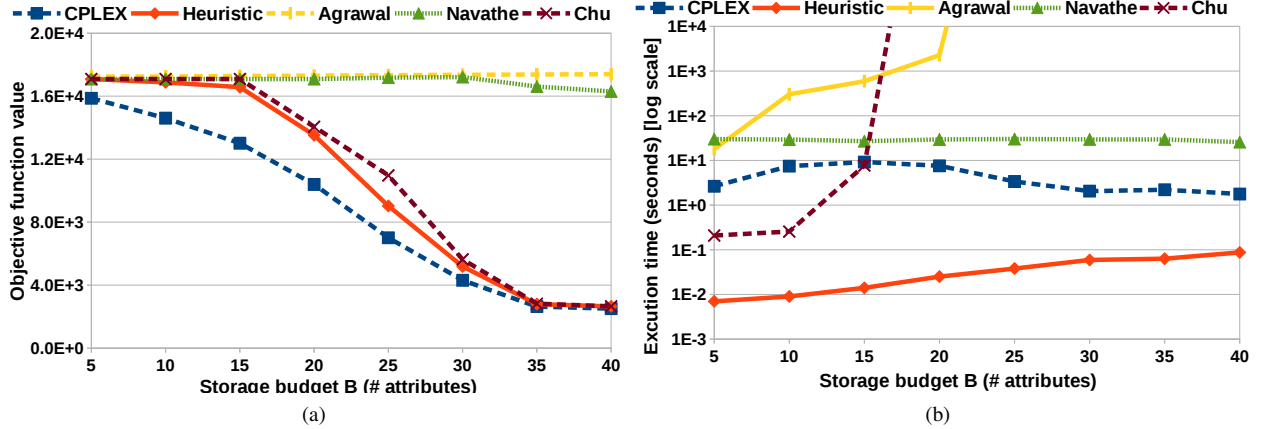 CPLEX Heuristic Agrawal Navathe Chu
2.0E+4
1.6E+4
1.2E+4
8.0E+3
4.0E+3
0.0E+0
Objective function value
5 10 15 20 25 30 35 40
Storage budget B (# attributes)
(a)
CPLEX Heuristic Agrawal Navathe Chu
1E+4
1E+3
1E+2
1E+1
1E+0
1E-1
1E-2
1E-3
Excution time (seconds) [log scale]
5 10 15 20 25 30 35 40
Storage budget B (# attributes)
(b)